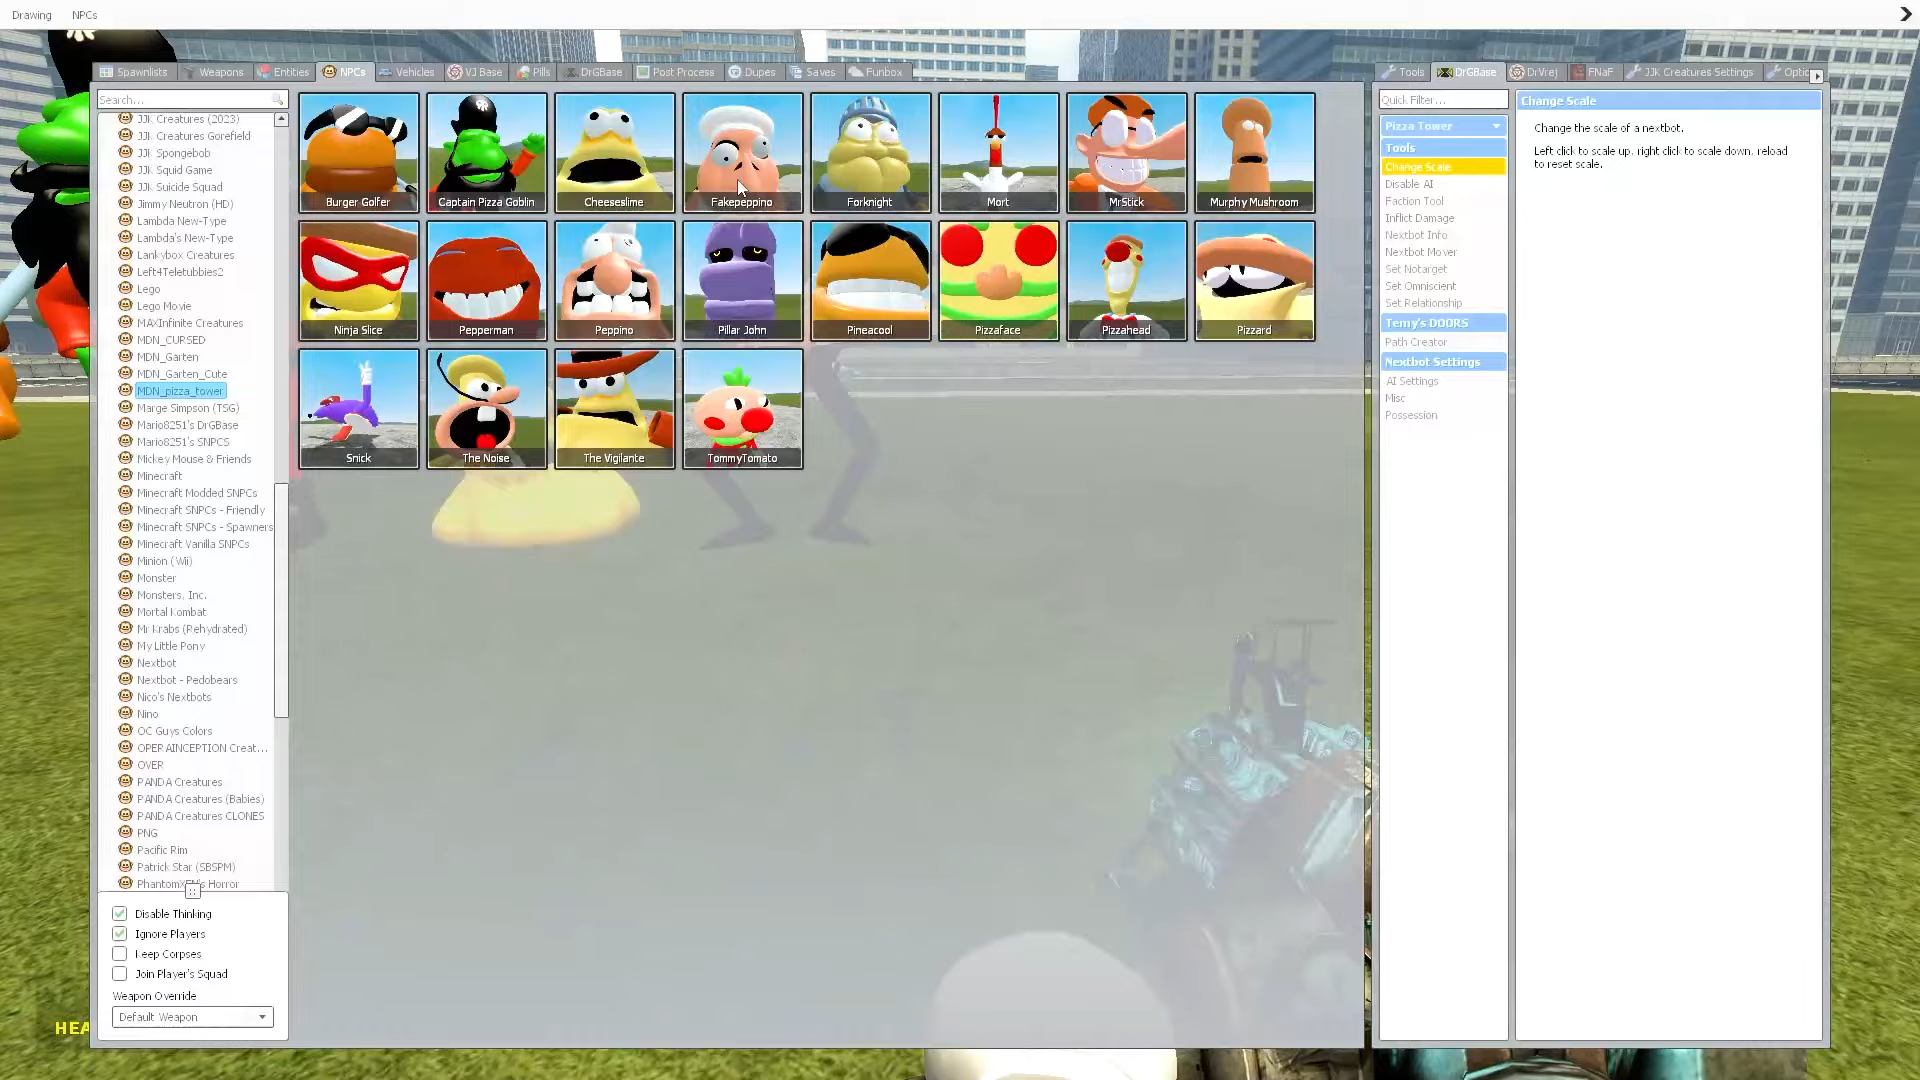 Drawing NPCs
Spawnlists Weapons Entities NPCs Vehicles VJ Base Pills DrGBase Post Process Dupes Saves Funbox
Tools DrGBase DrVrej FNaF JJK Creatures Settings Optio
Search...
JJK Creatures (2023)
JJK Creatures Gorefield
JJK Spongebob
JJK Squid Game
JJK Suicide Squad
Jimmy Neutron (HD)
Lambda New-Type
Lambda's New-Type
Lankybox Creatures
Left4Teletubbies2
Lego
Lego Movie
MAXInfinite Creatures
MDN_CURSED
MDN_Garten
MDN_Garten_Cute
MDN_pizza_tower
Marge Simpson (TSG)
Mario8251's DrGBase
Mario8251's SNPCS
Mickey Mouse & Friends
Minecraft
Minecraft Modded SNPCs
Minecraft SNPCs - Friendly
Minecraft SNPCs - Spawners
Minecraft Vanilla SNPCs
Minion (Wii)
Monster
Monsters, Inc.
Mortal Kombat
Mr Krabs (Rehydrated)
My Little Pony
Nextbot
Nextbot - Pedobears
Nico's Nextbots
Nino
OC Guys Colors
OPERAINCEPTION Creat...
OVER
PANDA Creatures
PANDA Creatures (Babies)
PANDA Creatures CLONES
PNG
Pacific Rim
Patrick Star (SBSPM)
Horror
Disable Thinking
Ignore Players
Keep Corpses
Join Player's Squad
Weapon Override
Default Weapon
Burger Golfer Captain Pizza Goblin Cheeseslime Fakepeppino Forknight Mort MrStick Murphy Mushroom
Ninja Slice Pepperman Peppino Pillar John Pineacool Pizzaface Pizzahead Pizzard
Snick The Noise The Vigilante TommyTomato
Quick Filter...
Pizza Tower
Tools
Change Scale
Disable AI
Faction Tool
Inflict Damage
Nextbot Info
Nextbot Mover
Set Notarget
Set Omniscient
Set Relationship
Temy's DOORS
Path Creator
Nextbot Settings
AI Settings
Misc
Possession
Change Scale
Change the scale of a nextbot.
Left click to scale up, right click to scale down, reload
to reset scale.
HEA